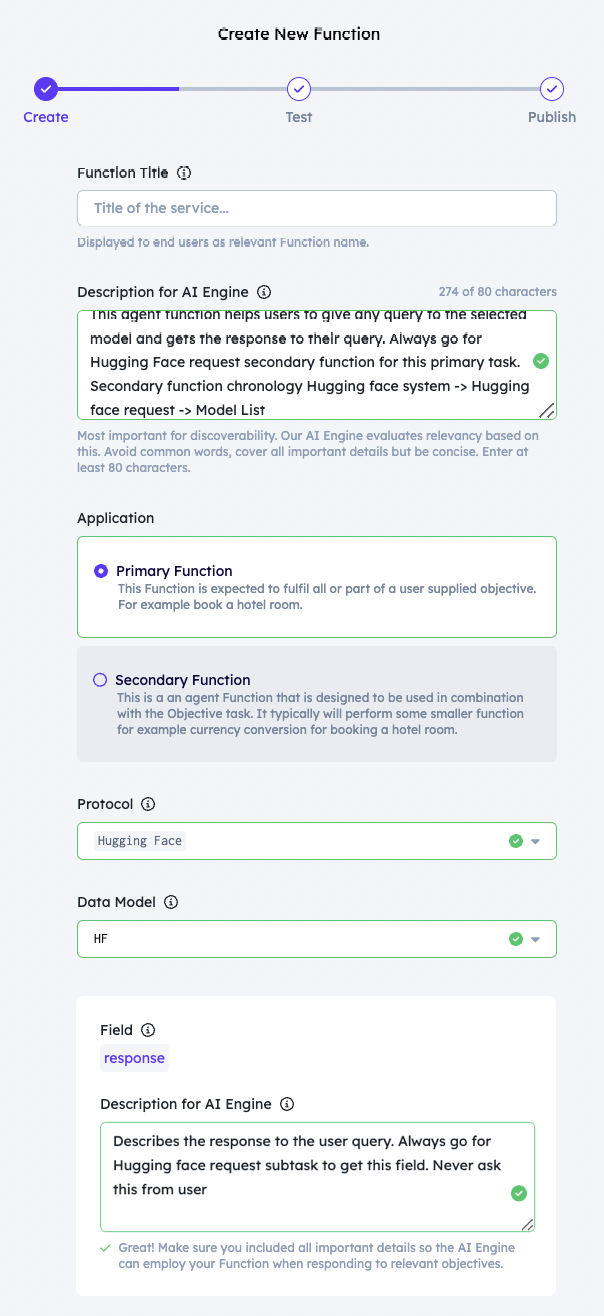 Create New Function
Create
Test
Publish
Function Title
Title of the service...
Displayed to end users as relevant Function name.
Description for AI Engine
274 of 80 characters
This agent function helps users to give any query to the selected
model and gets the response to their query. Always go for
Hugging Face request secondary function for this primary task.
Secondary function chronology Hugging face system -> Hugging
face request -> Model List
Most important for discoverability. Our AI Engine evaluates relevancy based on
this. Avoid common words, cover all important details but be concise. Enter at
least 80 characters.
Application
Primary Function
This Function is expected to fulfil all or part of a user supplied objective.
For example book a hotel room.
Secondary Function
This is a an agent Function that is designed to be used in combination
with the Objective task. It typically will perform some smaller function
for example currency conversion for booking a hotel room.
Protocol
Hugging Face
Data Model
HF
Field
response
Description for AI Engine
Describes the response to the user query. Always go for
Hugging face request subtask to get this field. Never ask
this from user
Great! Make sure you included all important details so the AI Engine
can employ your Function when responding to relevant objectives.